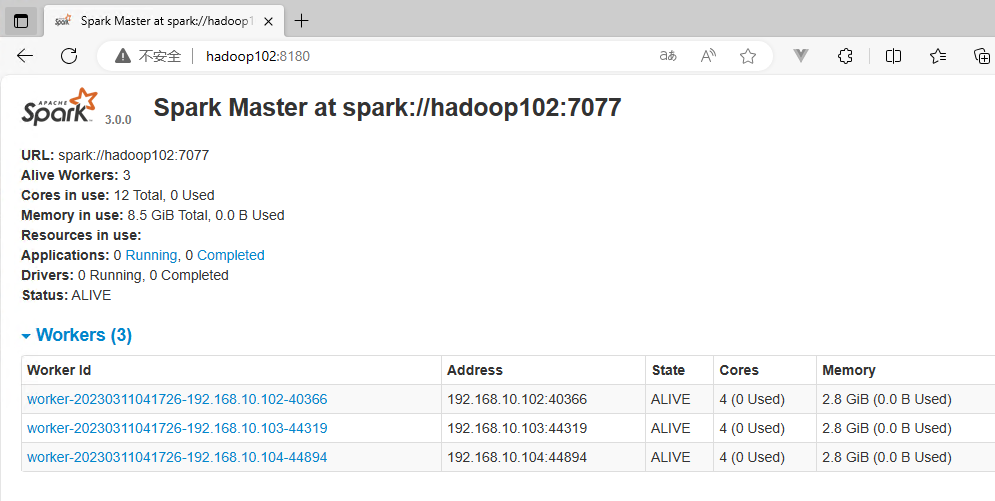 Spark Master at spark://hadoop1
不安全 hadoop102:8180 aあ A
APACHE Spark 3.0.0 Spark Master at spark://hadoop102:7077
URL: spark://hadoop102:7077
Alive Workers: 3
Cores in use: 12 Total, 0 Used
Memory in use: 8.5 GiB Total, 0.0 B Used
Resources in use:
Applications: 0 Running, 0 Completed
Drivers: 0 Running, 0 Completed
Status: ALIVE
Workers (3)
Worker Id Address State Cores Memory
worker-20230311041726-192.168.10.102-40366 192.168.10.102:40366 ALIVE 4 (0 Used) 2.8 GiB (0.0 B Used)
worker-20230311041726-192.168.10.103-44319 192.168.10.103:44319 ALIVE 4 (0 Used) 2.8 GiB (0.0 B Used)
worker-20230311041726-192.168.10.104-44894 192.168.10.104:44894 ALIVE 4 (0 Used) 2.8 GiB (0.0 B Used)